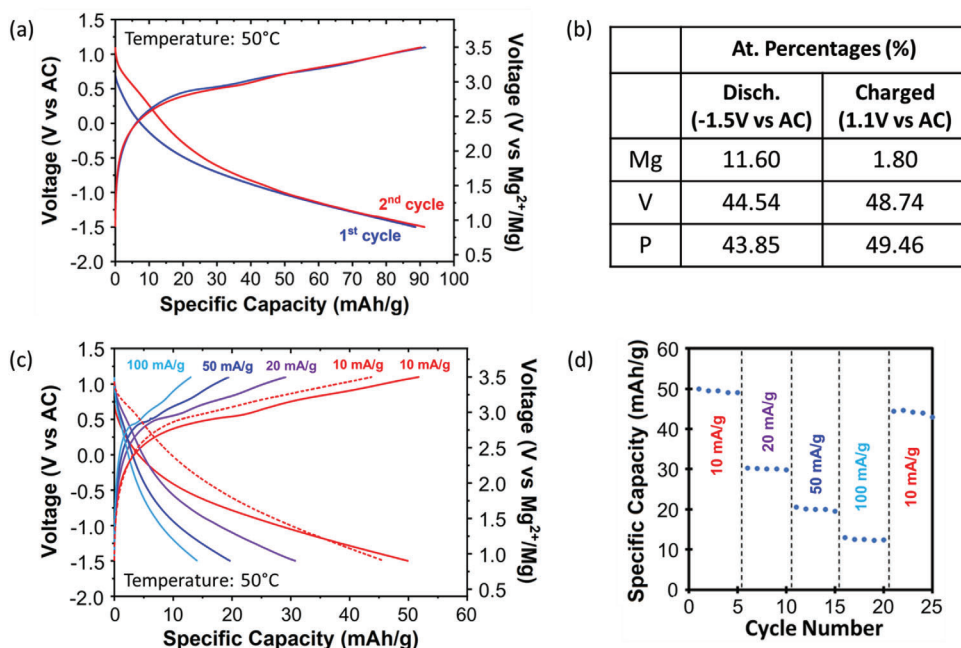 (a)
Temperature: 50°C
1.5
1.0
0.5
0.0
-0.5
-1.0
-1.5
-2.0
Voltage (V vs AC)
3.5
3.0
2.5
2.0
1.5
1.0
0.5
Voltage (V vs Mg²⁺/Mg)
2nd cycle
1st cycle
0 10 20 30 40 50 60 70 80 90 100
Specific Capacity (mAh/g)
(b)
At. Percentages (%)
Disch. (-1.5V vs AC)
Charged (1.1V vs AC)
Mg 11.60 1.80
V 44.54 48.74
P 43.85 49.46
(c)
1.5
1.0
0.5
0.0
-0.5
-1.0
-1.5
-2.0
Voltage (V vs AC)
100 mA/g 50 mA/g 20 mA/g 10 mA/g 10 mA/g
3.5
3.0
2.5
2.0
1.5
1.0
0.5
Voltage (V vs Mg²⁺/Mg)
Temperature: 50°C
0 10 20 30 40 50 60
Specific Capacity (mAh/g)
(d)
60
50
40
30
20
10
0
Specific Capacity (mAh/g)
10 mA/g
20 mA/g
50 mA/g
100 mA/g
10 mA/g
0 5 10 15 20 25
Cycle Number